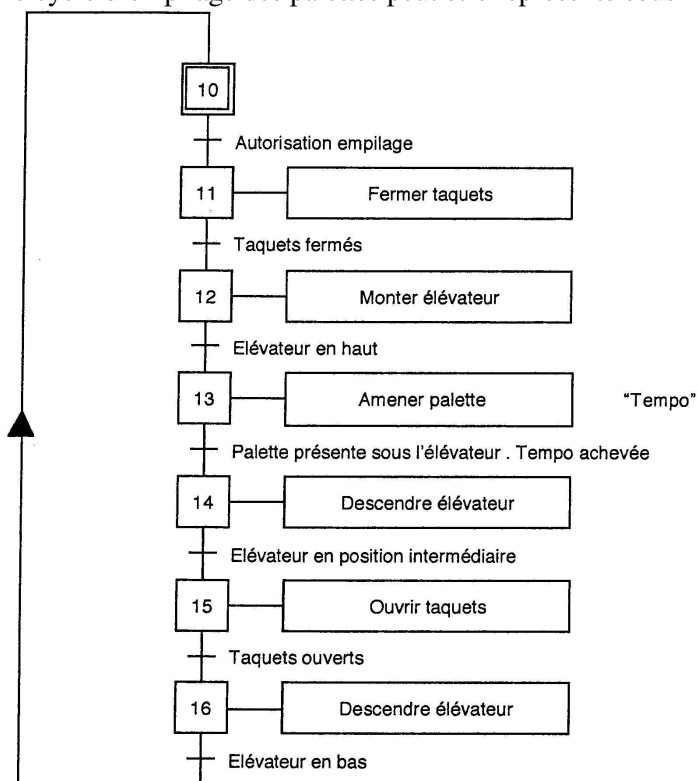 10
Autorisation empilage
11 Fermer taquets
Taquets fermés
12 Monter élévateur
Elévateur en haut
13 Amener palette "Tempo"
Palette présente sous l'élévateur . Tempo achevée
14 Descendre élévateur
Elévateur en position intermédiaire
15 Ouvrir taquets
Taquets ouverts
16 Descendre élévateur
Elévateur en bas